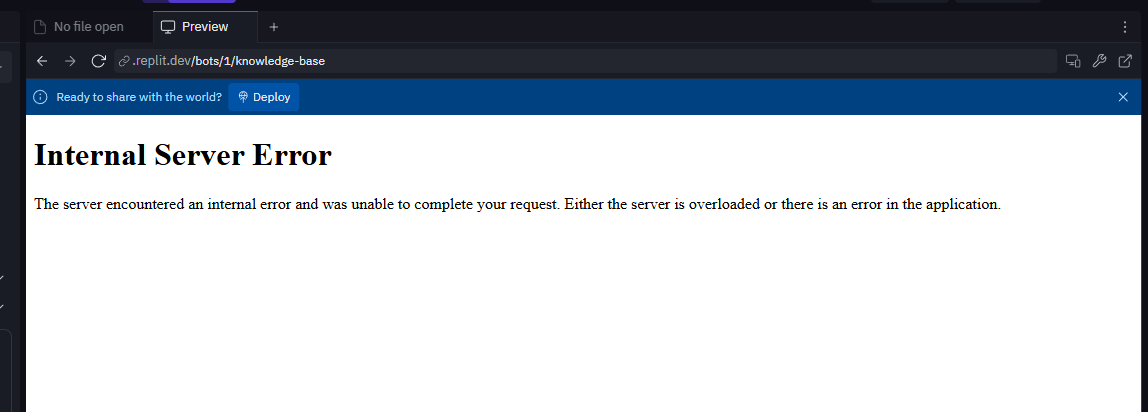 No file open
Preview
.replit.dev/bots/1/knowledge-base
Ready to share with the world? Deploy
Internal Server Error
The server encountered an internal error and was unable to complete your request. Either the server is overloaded or there is an error in the application.